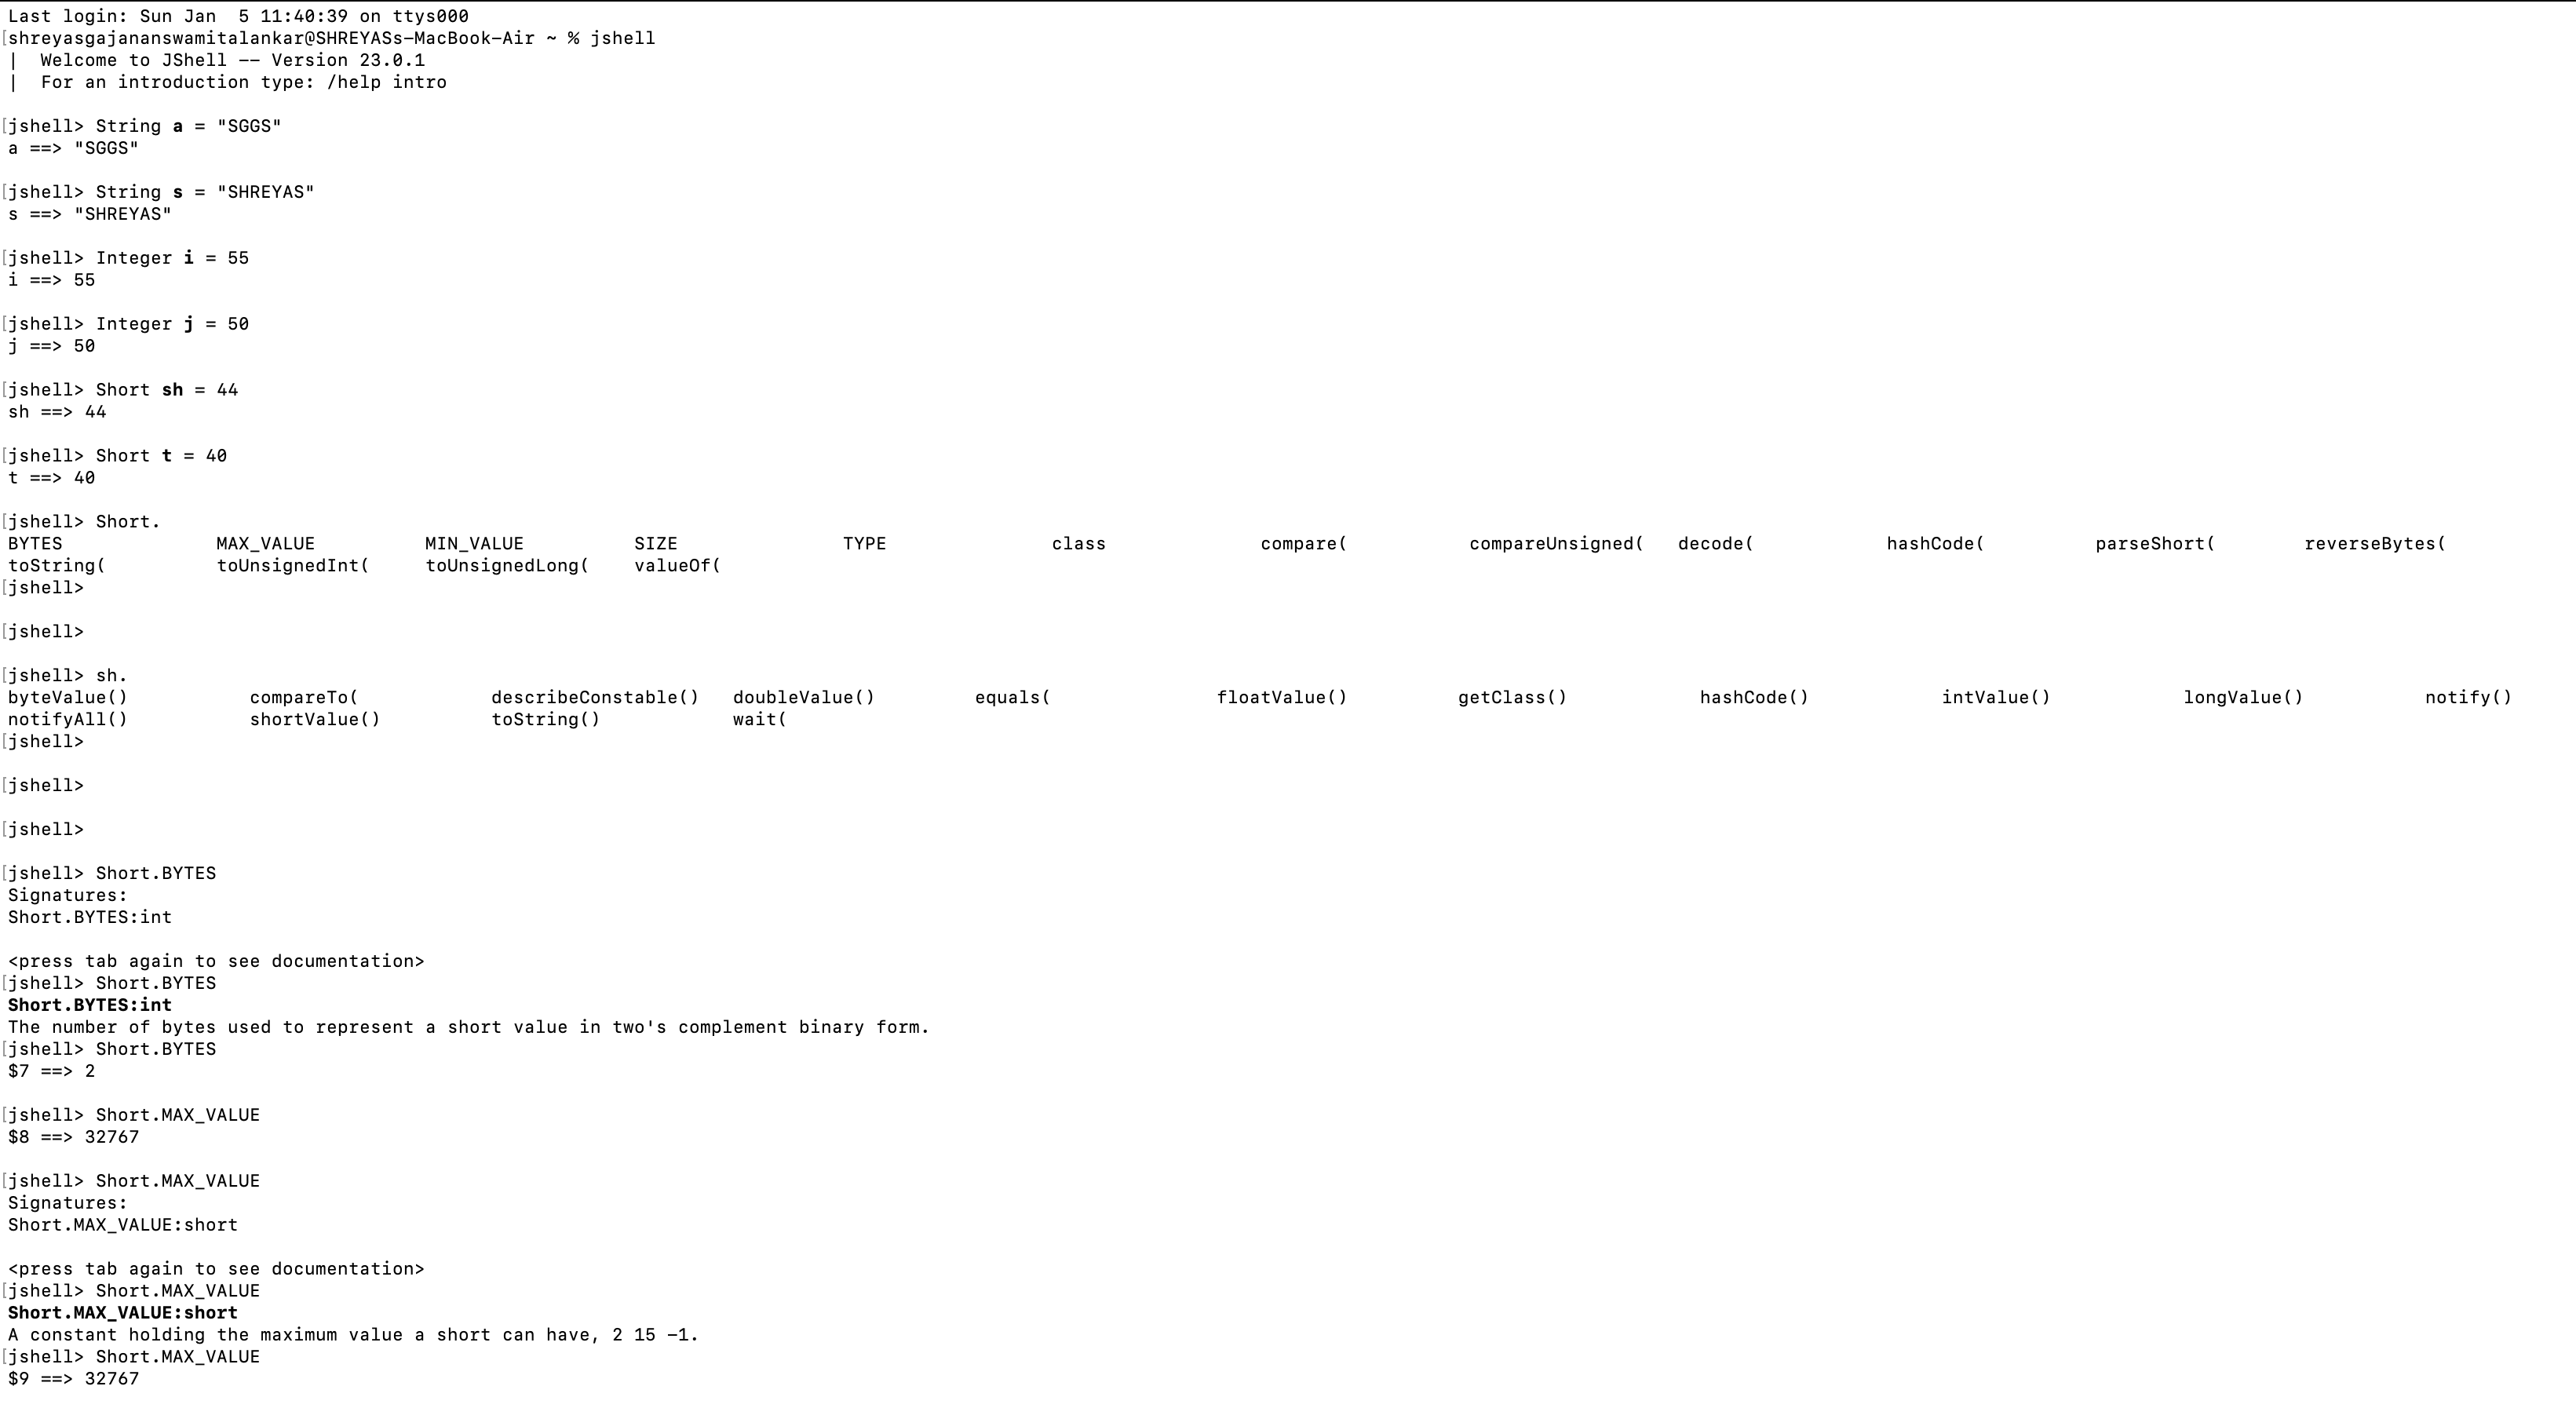 Last login: Sun Jan  5 11:40:39 on ttys000
[shreyasgajananswamitalankar@SHREYASs-MacBook-Air ~ % jshell
|  Welcome to JShell -- Version 23.0.1
|  For an introduction type: /help intro
[jshell> String a = "SGGS"
a ==> "SGGS"
[jshell> String s = "SHREYAS"
s ==> "SHREYAS"
[jshell> Integer i = 55
i ==> 55
[jshell> Integer j = 50
j ==> 50
[jshell> Short sh = 44
sh ==> 44
[jshell> Short t = 40
t ==> 40
[jshell> Short.
BYTES MAX_VALUE MIN_VALUE SIZE TYPE class compare( compareUnsigned( decode( hashCode( parseShort( reverseBytes(
toString( toUnsignedInt( toUnsignedLong( valueOf(
[jshell>
[jshell>
[jshell> sh.
byteValue() compareTo( describeConstable() doubleValue() equals( floatValue() getClass() hashCode() intValue() longValue() notify()
notifyAll() shortValue() toString() wait(
[jshell>
[jshell>
[jshell>
[jshell> Short.BYTES
Signatures:
Short.BYTES:int
<press tab again to see documentation>
[jshell> Short.BYTES
Short.BYTES:int
The number of bytes used to represent a short value in two's complement binary form.
[jshell> Short.BYTES
$7 ==> 2
[jshell> Short.MAX_VALUE
$8 ==> 32767
[jshell> Short.MAX_VALUE
Signatures:
Short.MAX_VALUE:short
<press tab again to see documentation>
[jshell> Short.MAX_VALUE
Short.MAX_VALUE:short
A constant holding the maximum value a short can have, 2 15 -1.
[jshell> Short.MAX_VALUE
$9 ==> 32767